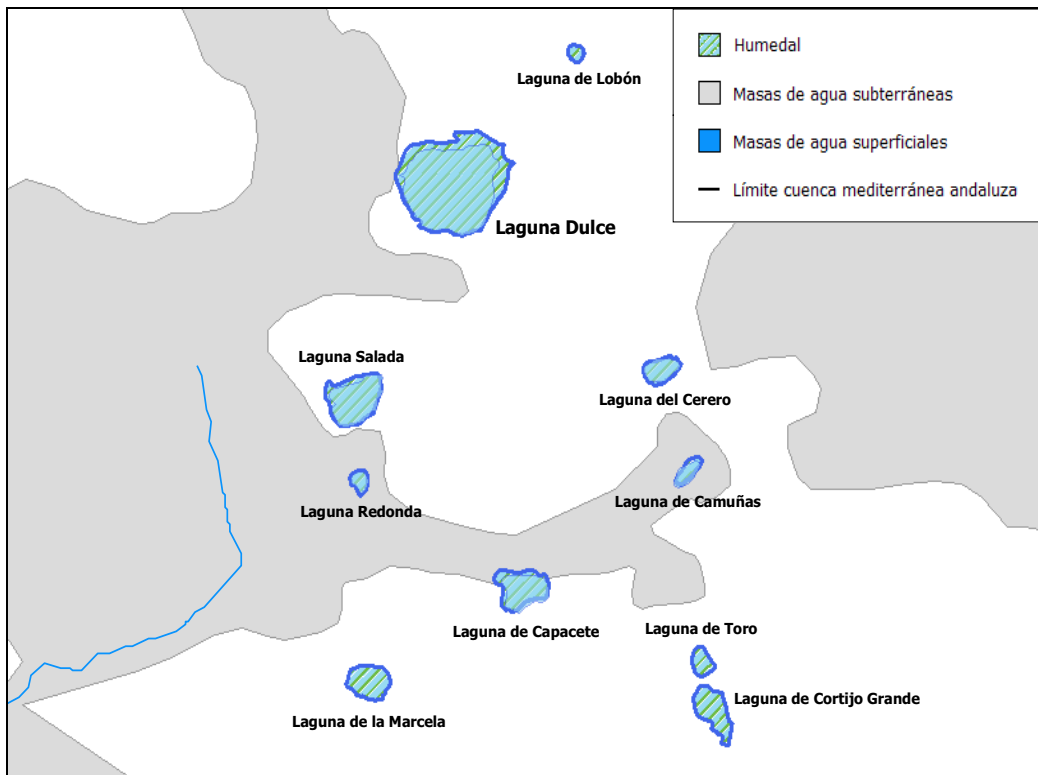 Humedal
Masas de agua subterráneas
Masas de agua superficiales
Límite cuenca mediterránea andaluza
Laguna de Lobón
Laguna Dulce
Laguna Salada
Laguna del Cerero
Laguna Redonda
Laguna de Camuñas
Laguna de Capacete
Laguna de Toro
Laguna de la Marcela
Laguna de Cortijo Grande